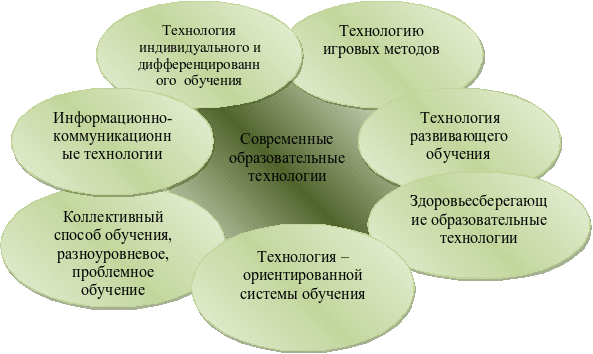 Технология
индивидуального и
дифференцированн
ого обучения
Технологию
игровых методов
Информационно-
коммуникационн
ые технологии
Современные
образовательные
технологии
Технология
развивающего
обучения
Здоровьесберегающ
ие образовательные
технологии
Коллективный
способ обучения,
разноуровневое,
проблемное
обучение
Технология –
ориентированной
системы обучения